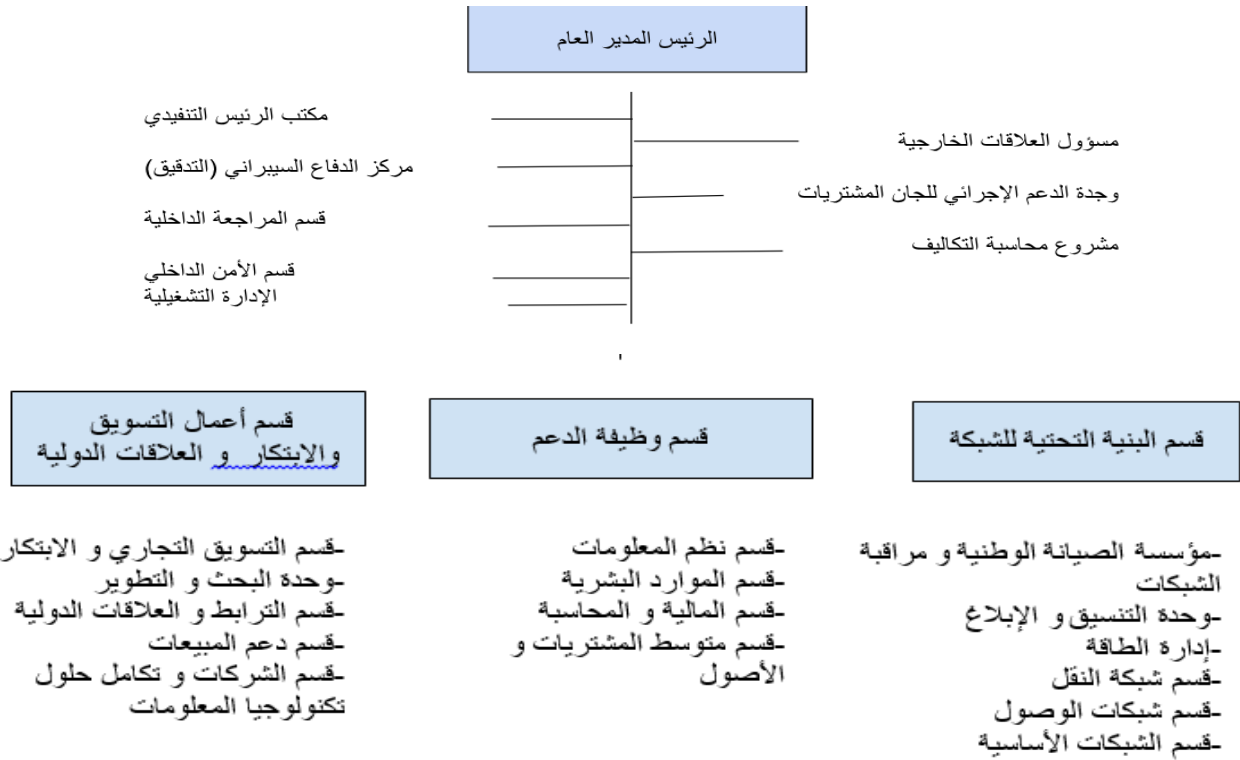 الرئيس المدير العام
مسؤول العلاقات الخارجية
وجدة الدعم الإجرائي للجان المشتريات
مشروع محاسبة التكاليف
مكتب الرئيس التنفيدي
مركز الدفاع السيبراني (التدقيق)
قسم المراجعة الداخلية
قسم الأمن الداخلي
الإدارة التشغيلية
قسم البنية التحتية للشبكة
-مؤسسة الصيانة الوطنية و مراقبة
الشبكات
-وحدة التنسيق و الإبلاغ
-إدارة الطاقة
-قسم شبكة النقل
-قسم شبكات الوصول
-قسم الشبكات الأساسية
قسم وظيفة الدعم
-قسم نظم المعلومات
-قسم الموارد البشرية
-قسم المالية و المحاسبة
-قسم متوسط المشتريات و
الأصول
قسم أعمال التسويق
والابتكار و العلاقات الدولية
-قسم التسويق التجاري و الابتكار
-وحدة البحث و التطوير
-قسم الترابط و العلاقات الدولية
-قسم دعم المبيعات
-قسم الشركات و تكامل حلول
تكنولوجيا المعلومات